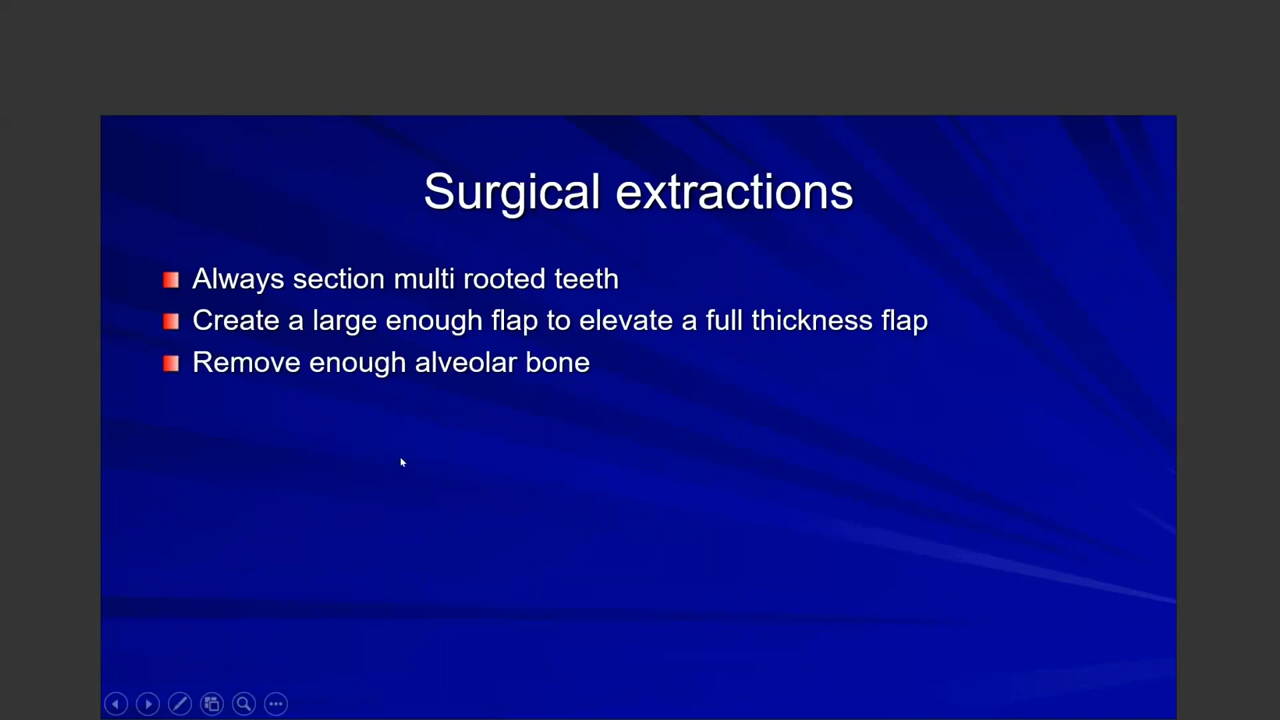 Surgical extractions
Always section multi rooted teeth
Create a large enough flap to elevate a full thickness flap
Remove enough alveolar bone